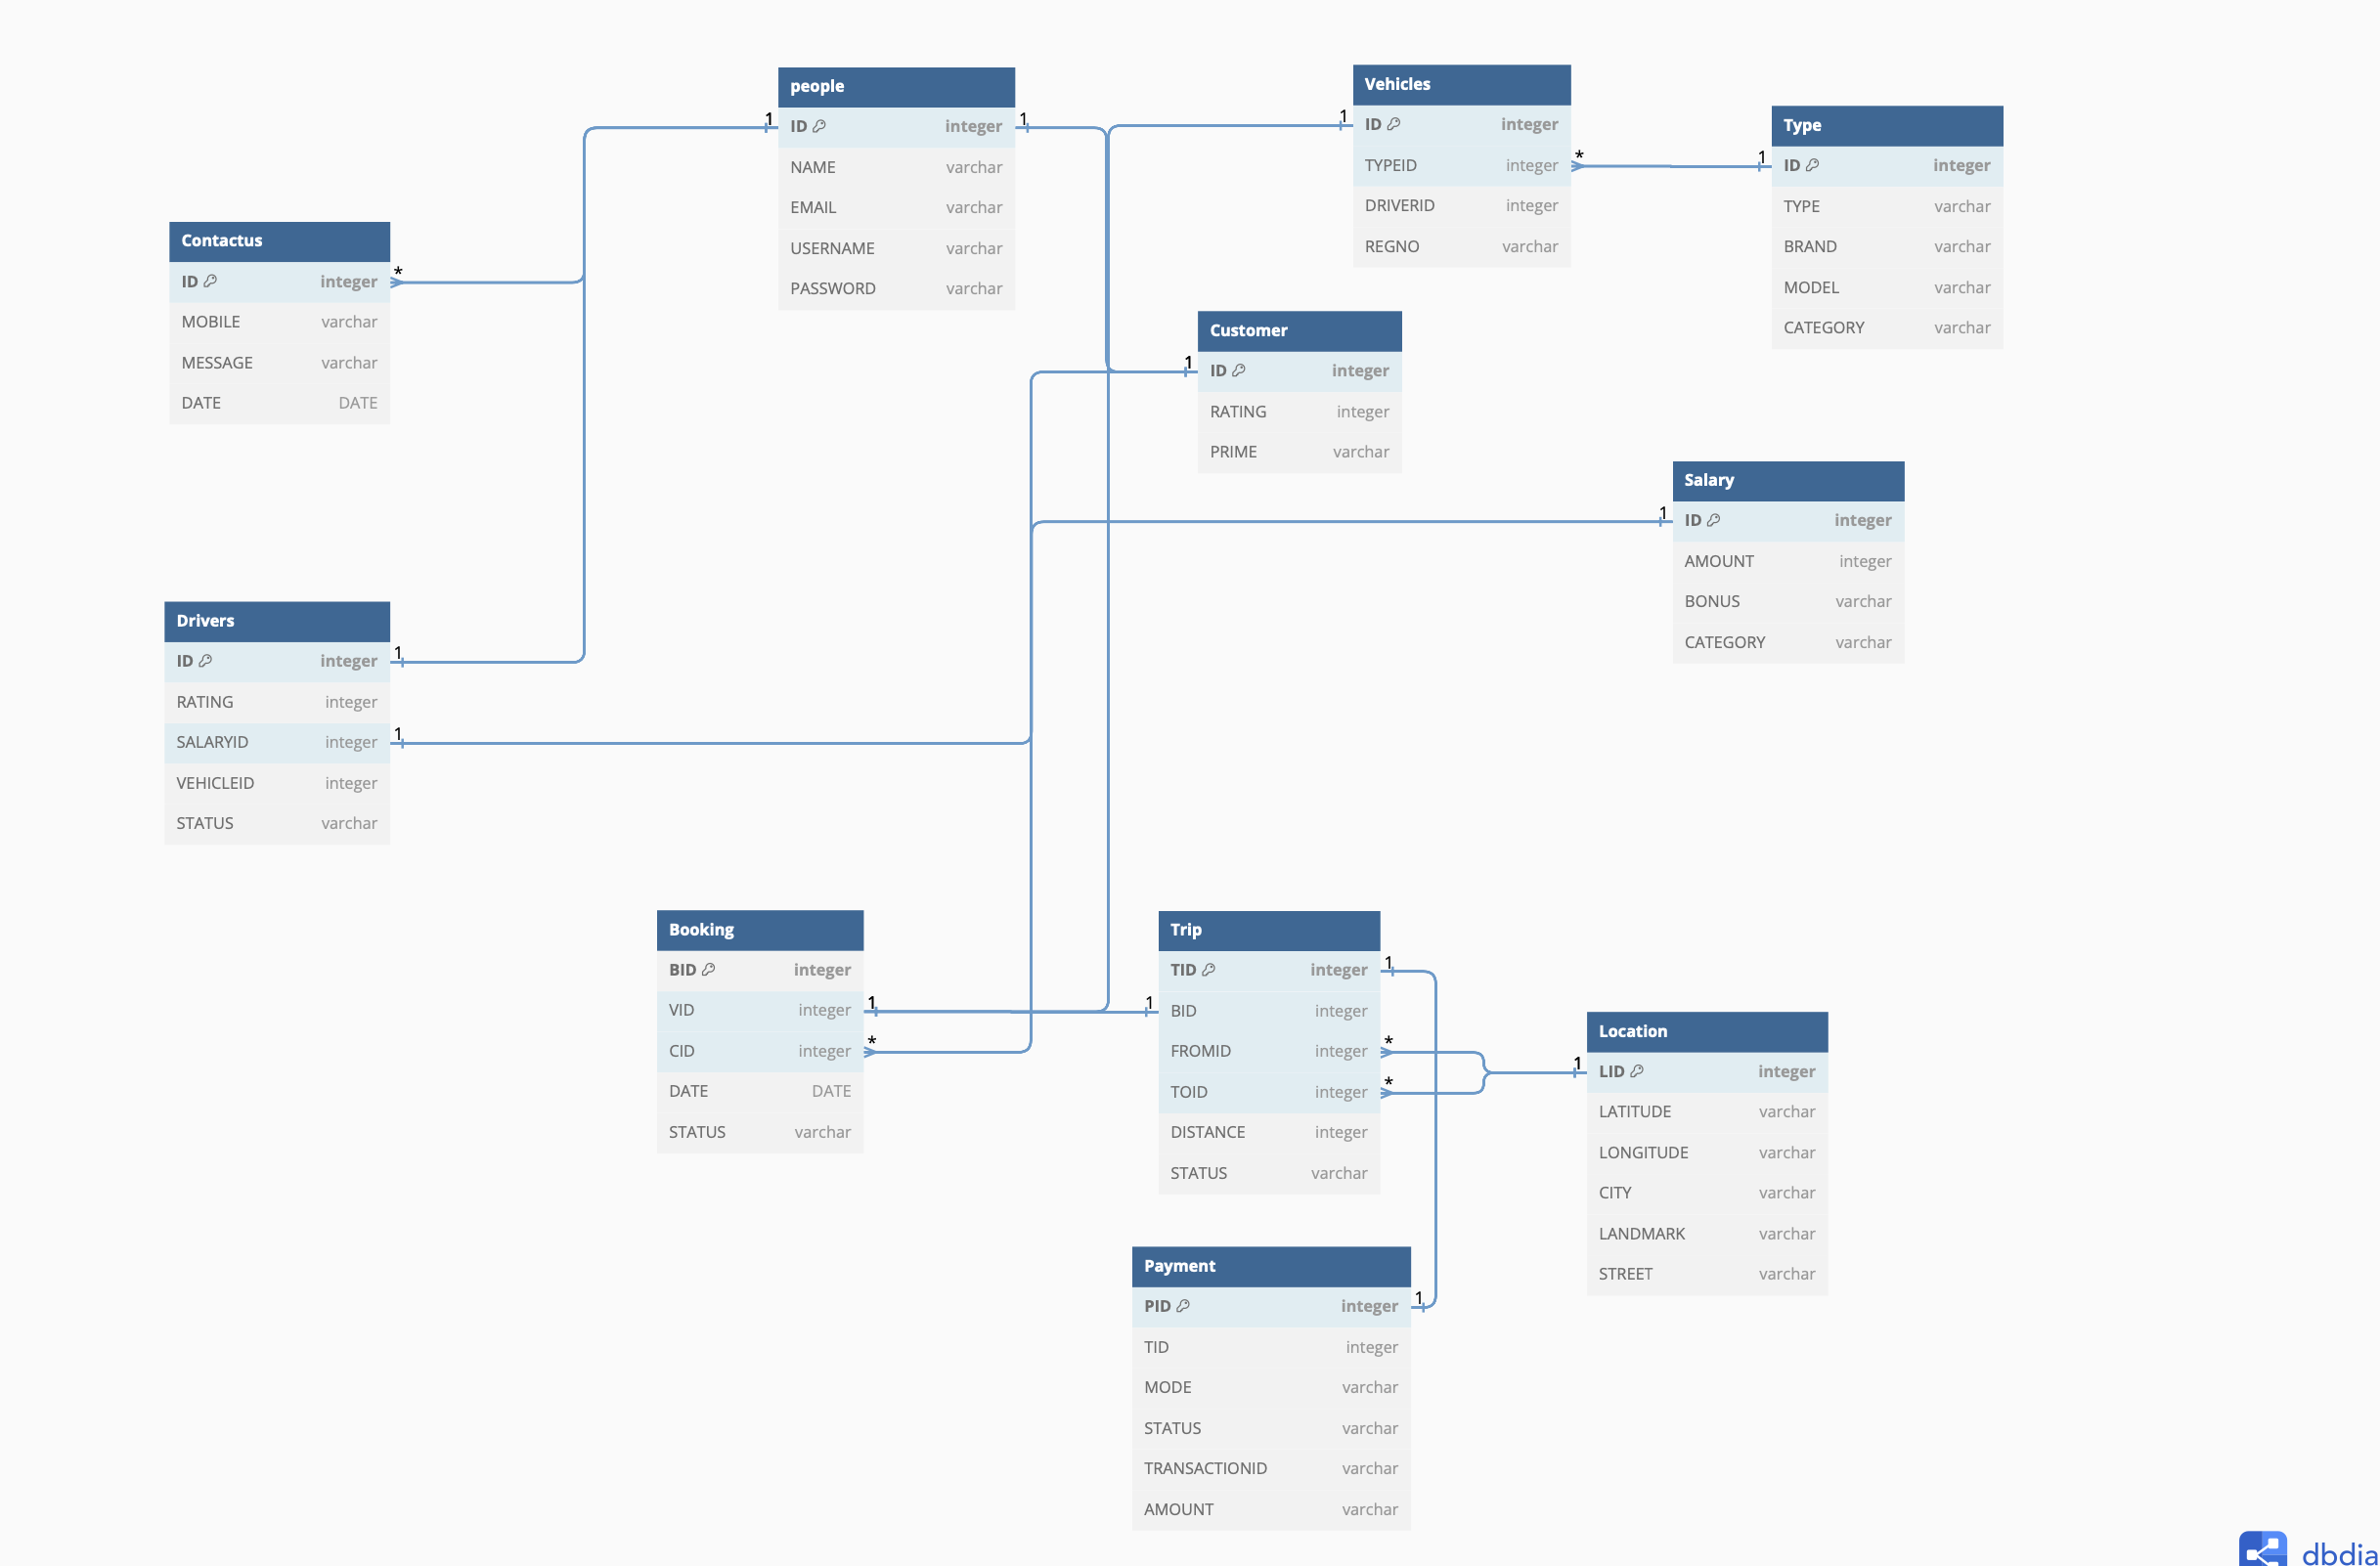 people
1 ID integer 1
NAME varchar
EMAIL varchar
USERNAME varchar
PASSWORD varchar
Vehicles
1 ID integer
TYPEID integer *
DRIVERID integer
REGNO varchar
Type
1 ID integer
TYPE varchar
BRAND varchar
MODEL varchar
CATEGORY varchar
Contactus
ID integer *
MOBILE varchar
MESSAGE varchar
DATE DATE
Customer
1 ID integer
RATING integer
PRIME varchar
Salary
1 ID integer
AMOUNT integer
BONUS varchar
CATEGORY varchar
Drivers
ID integer 1
RATING integer
SALARYID integer 1
VEHICLEID integer
STATUS varchar
Booking
BID integer
VID integer 1
CID integer *
DATE DATE
STATUS varchar
Trip
TID integer 1
1 BID integer
FROMID integer *
TOID integer *
DISTANCE integer
STATUS varchar
Location
1 LID integer
LATITUDE varchar
LONGITUDE varchar
CITY varchar
LANDMARK varchar
STREET varchar
Payment
PID integer 1
TID integer
MODE varchar
STATUS varchar
TRANSACTIONID varchar
AMOUNT varchar
dbdia